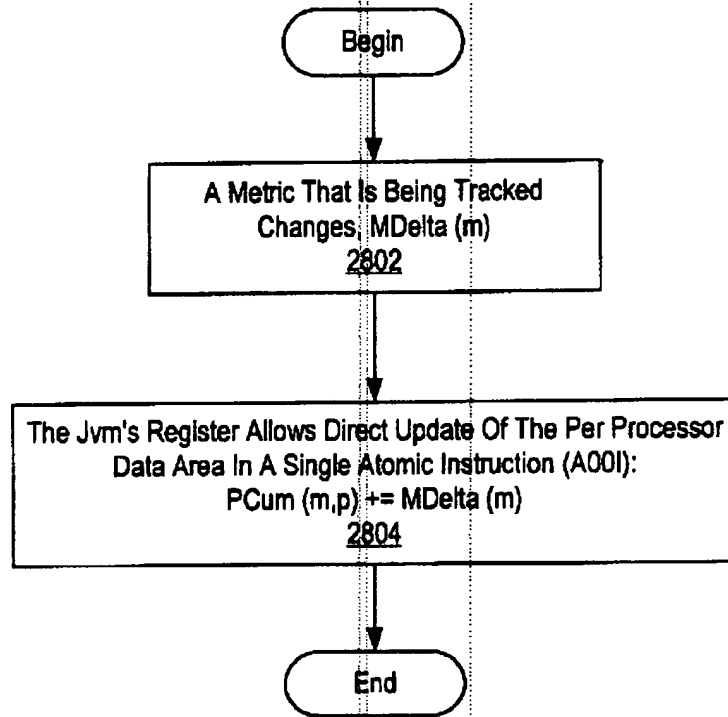 Begin
A Metric That Is Being Tracked
Changes, MDelta (m)
2802
The Jvm's Register Allows Direct Update Of The Per Processor
Data Area In A Single Atomic Instruction (A00I):
PCum (m,p) += MDelta (m)
2804
End